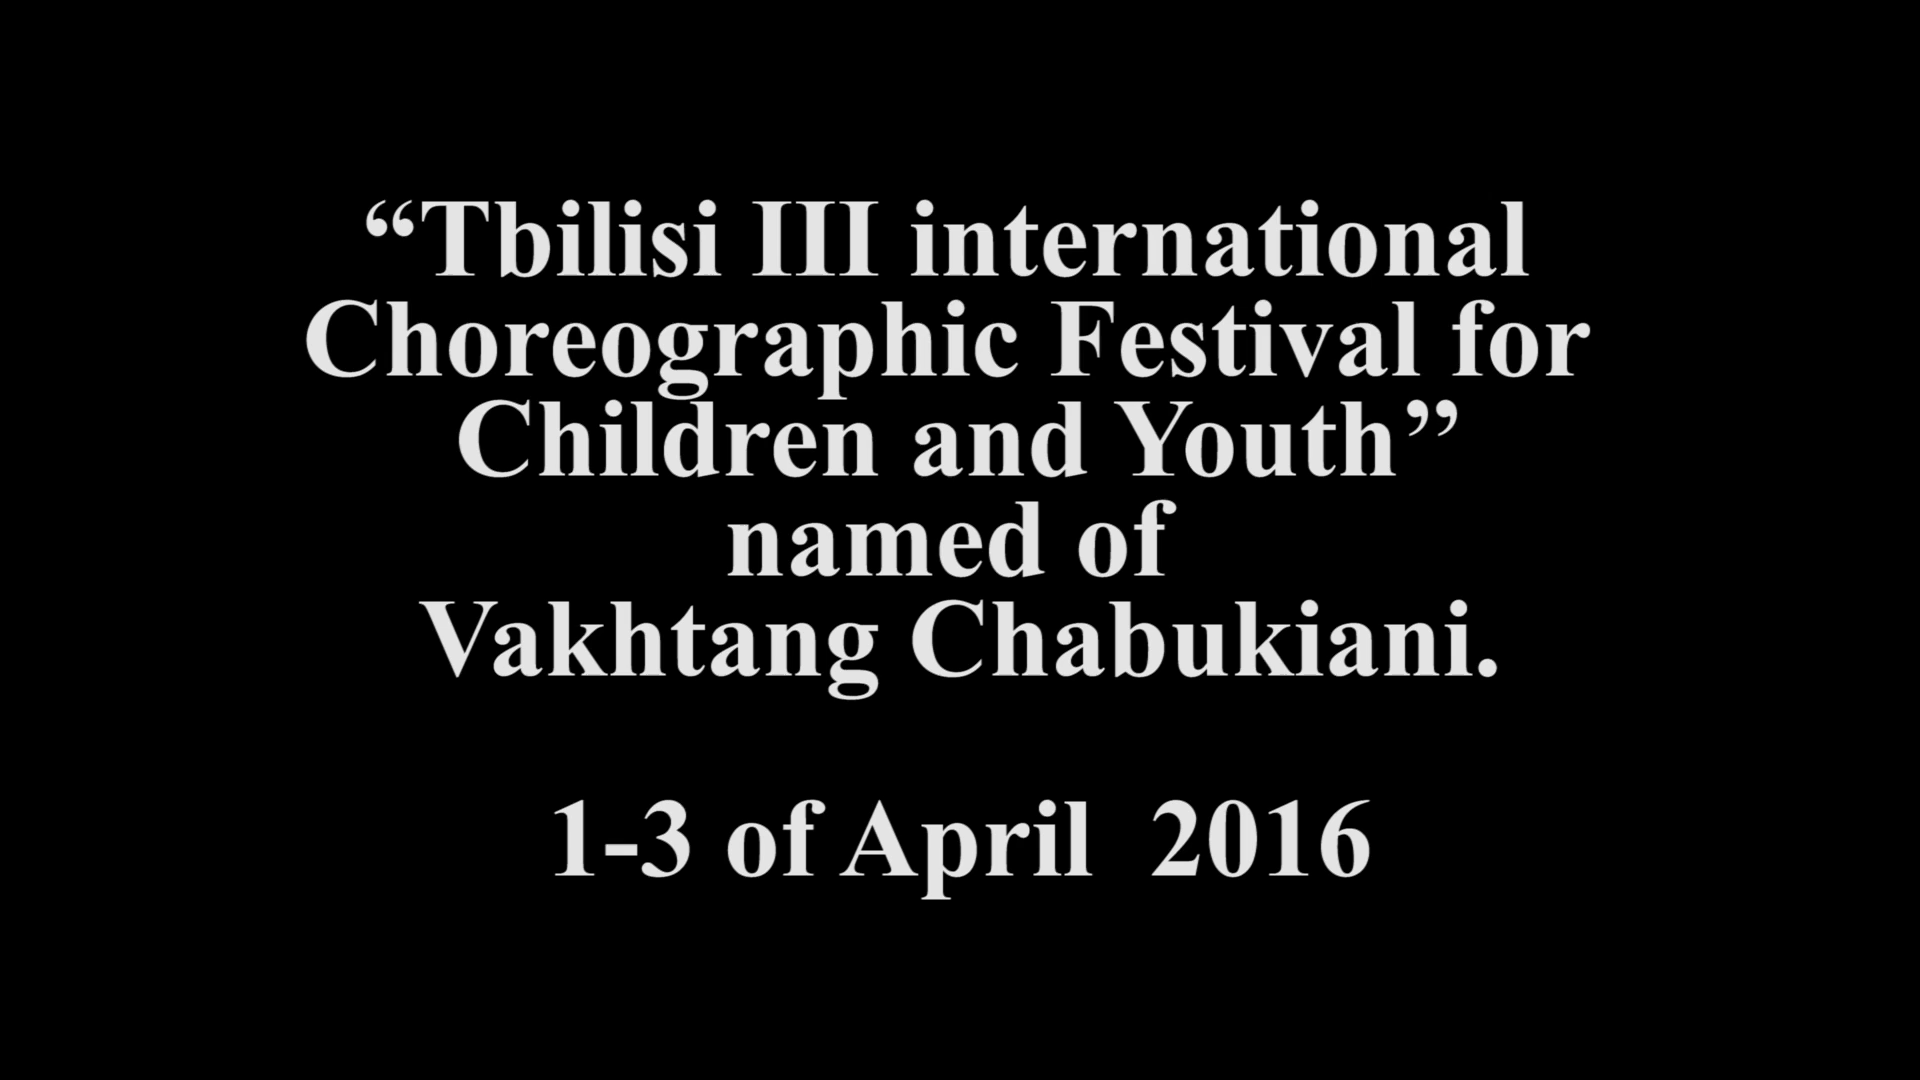 “Tbilisi III international
Choreographic Festival for
Children and Youth”
named of
Vakhtang Chabukiani.
1-3 of April  2016